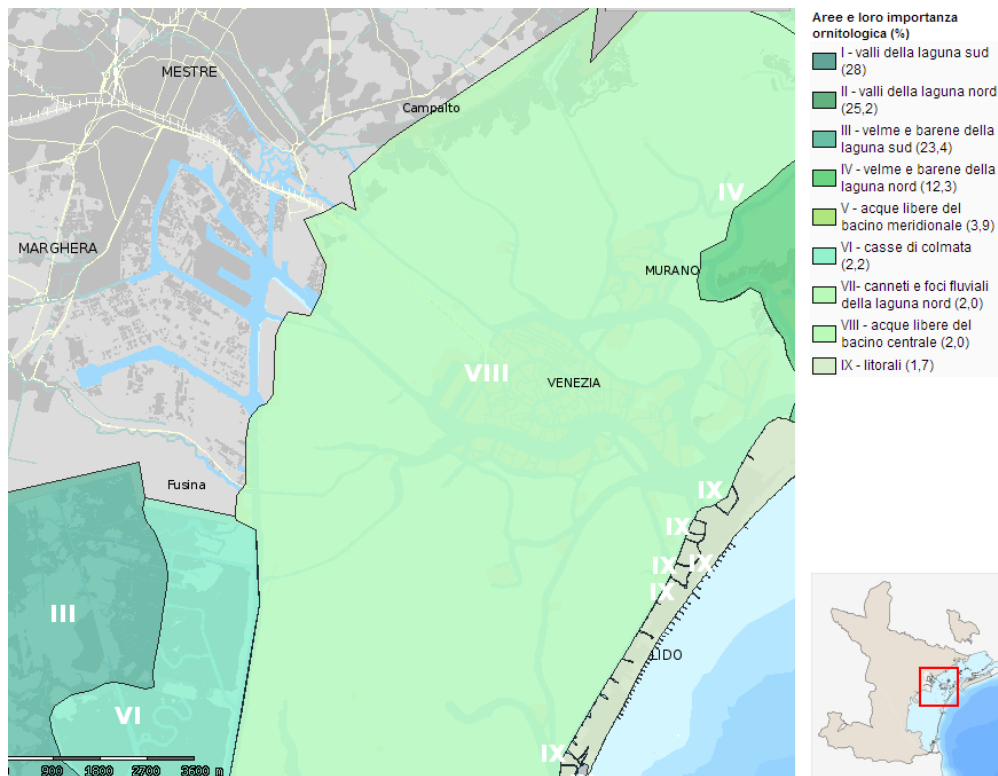 MESTRE
Campalto
IV
MARGHERA
MURANO
VIII
VENEZIA
Fusina
IX
IX
IX
IX
IX
III
LIDO
VI
IX
900 1800 2700 3600 m
Aree e loro importanza
ornitologica (%)
I - valli della laguna sud
(28)
II - valli della laguna nord
(25,2)
III - velme e barene della
laguna sud (23,4)
IV - velme e barene della
laguna nord (12,3)
V - acque libere del
bacino meridionale (3,9)
VI - casse di colmata
(2,2)
VII- canneti e foci fluviali
della laguna nord (2,0)
VIII - acque libere del
bacino centrale (2,0)
IX - litorali (1,7)